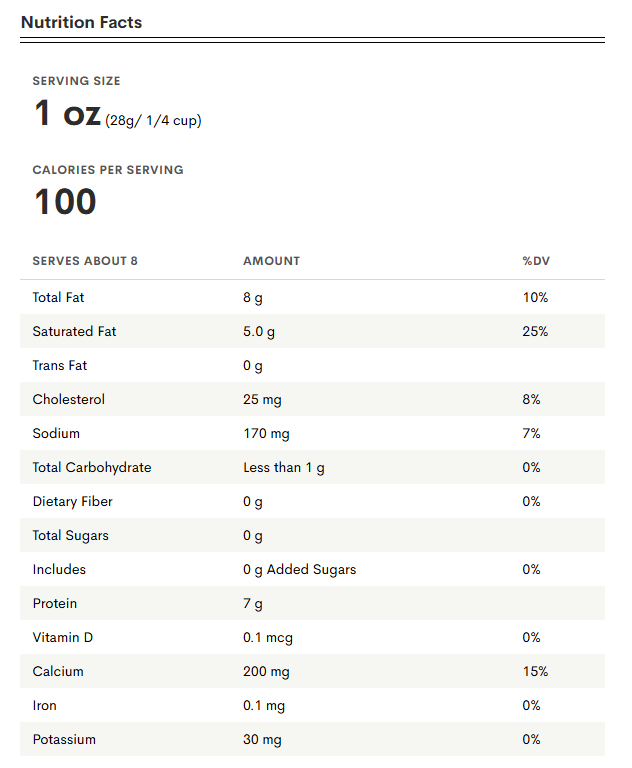 Nutrition Facts
SERVING SIZE
1 oz (28g/ 1/4 cup)
CALORIES PER SERVING
100
SERVES ABOUT 8 AMOUNT %DV
Total Fat 8 g 10%
Saturated Fat 5.0 g 25%
Trans Fat 0 g
Cholesterol 25 mg 8%
Sodium 170 mg 7%
Total Carbohydrate Less than 1 g 0%
Dietary Fiber 0 g 0%
Total Sugars 0 g
Includes 0 g Added Sugars 0%
Protein 7 g
Vitamin D 0.1 mcg 0%
Calcium 200 mg 15%
Iron 0.1 mg 0%
Potassium 30 mg 0%